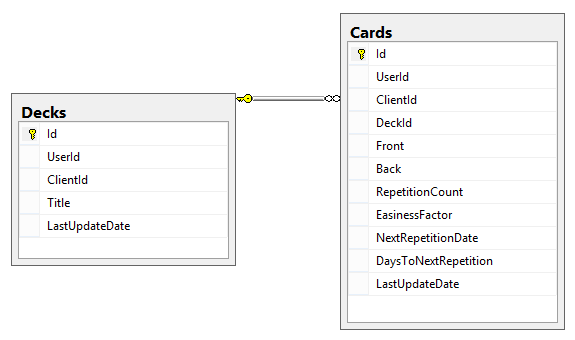 Decks
Id
UserId
ClientId
Title
LastUpdateDate
Cards
Id
UserId
ClientId
DeckId
Front
Back
RepetitionCount
EasinessFactor
NextRepetitionDate
DaysToNextRepetition
LastUpdateDate